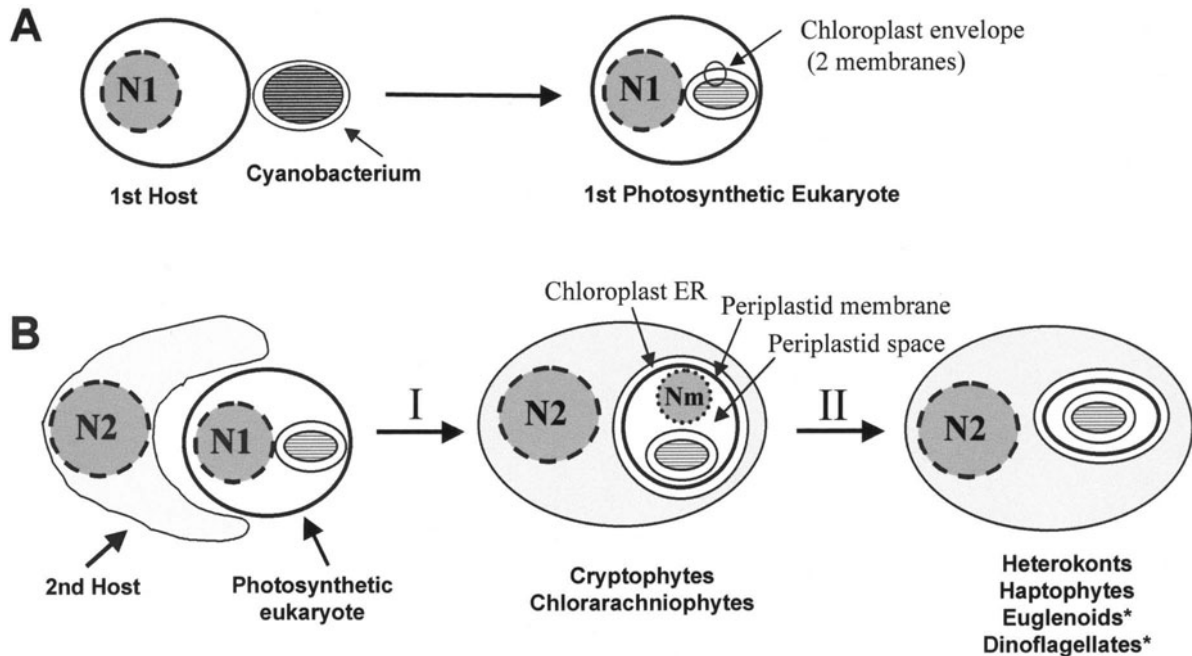 A
N1
Cyanobacterium
1st Host
N1
Chloroplast envelope
(2 membranes)
1st Photosynthetic Eukaryote
B
N2
N1
2nd Host
Photosynthetic
eukaryote
I
Chloroplast ER
Periplastid membrane
Periplastid space
N2
Nm
Cryptophytes
Chlorarachniophytes
II
N2
Heterokonts
Haptophytes
Euglenoids*
Dinoflagellates*